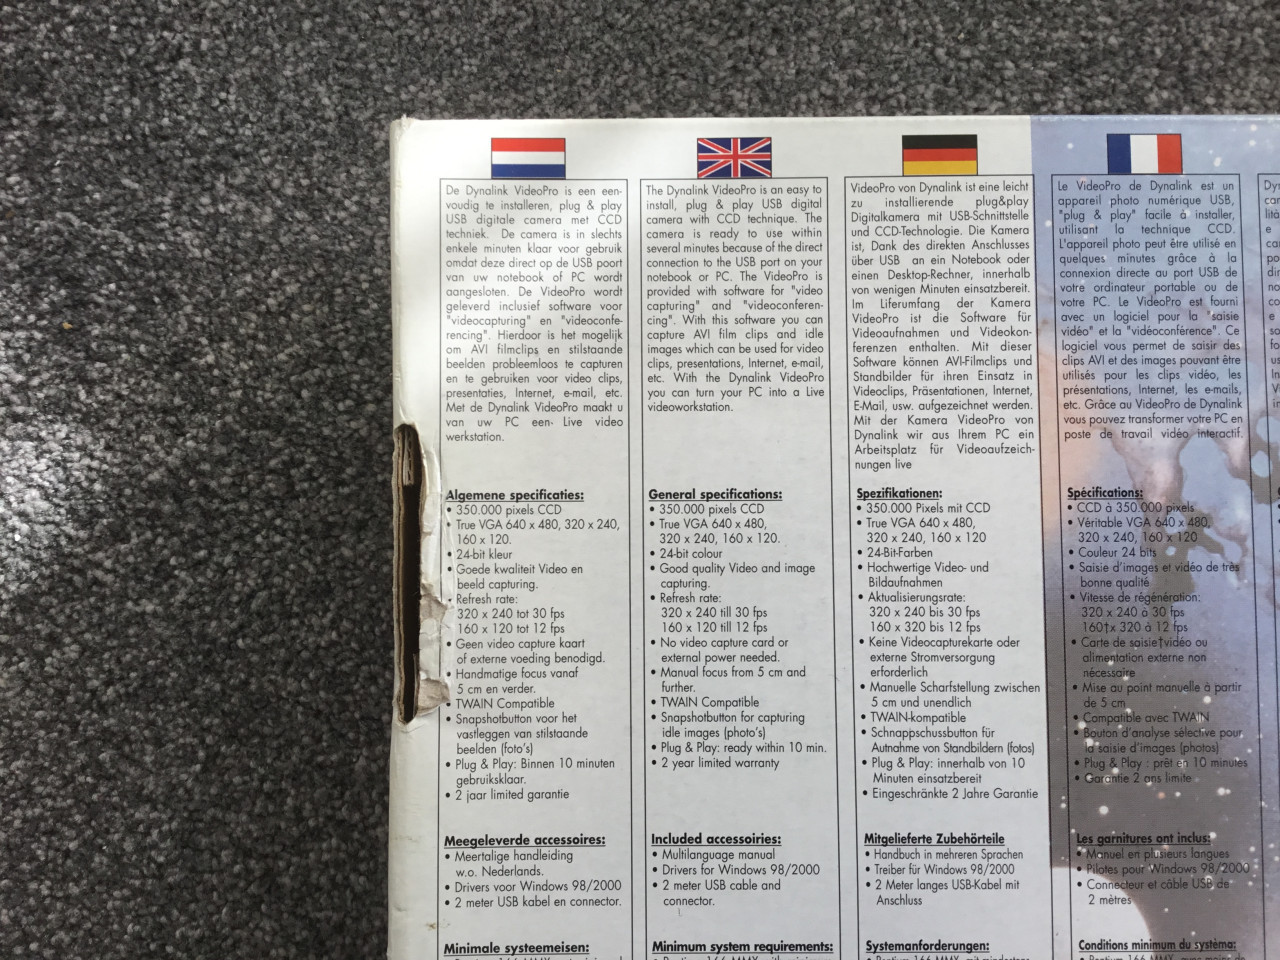 De Dynalink VideoPro is een een-
voudig te installeren, plug & play
USB digitale camera met CCD
techniek. De camera is in slechts
enkele minuten klaar voor gebruik
omdat deze direct op de USB poort
van uw notebook of PC wordt
aangesloten. De VideoPro wordt
geleverd inclusief software voor
"videocapturing" en "videoconfe-
rencing". Hierdoor is het mogelijk
om AVI filmclips en stilstaande
beelden probleemloos te capturen
en te gebruiken voor video clips,
presentaties, Internet, e-mail, etc.
Met de Dynalink VideoPro maakt u
van uw PC een- Live video
werkstation.
Algemene specificaties:
• 350.000 pixels CCD
• True VGA 640 x 480, 320 x 240,
160 x 120.
• 24-bit kleur
• Goede kwaliteit Video en
beeld capturing.
• Refresh rate:
320 x 240 tot 30 fps
160 x 120 tot 12 fps
• Geen video capture kaart
of externe voeding benodigd.
• Handmatige focus vanaf
5 cm en verder.
• TWAIN Compatible
• Snapshotbutton voor het
vastleggen van stilstaande
beelden (foto's)
• Plug & Play: Binnen 10 minuten
gebruiksklaar.
• 2 jaar limited garantie
Meegeleverde accessoires:
• Meertalige handleiding
w.o. Nederlands.
• Drivers voor Windows 98/2000
• 2 meter USB kabel en connector.
Minimale systeemeisen:
The Dynalink VideoPro is an easy to
install, plug & play USB digital
camera with CCD technique. The
camera is ready to use within
several minutes because of the direct
connection to the USB port on your
notebook or PC. The VideoPro is
provided with software for "video
capturing" and "videoconferen-
cing". With this software you can
capture AVI film clips and idle
images which can be used for video
clips, presentations, Internet, e-mail,
etc. With the Dynalink VideoPro
you can turn your PC into a Live
videoworkstation.
General specifications:
• 350.000 pixels CCD
• True VGA 640 x 480,
320 x 240, 160 x 120.
• 24-bit colour
• Good quality Video and image
capturing.
• Refresh rate:
320 x 240 till 30 fps
160 x 120 till 12 fps
• No video capture card or
external power needed.
• Manual focus from 5 cm and
further.
• TWAIN Compatible
• Snapshotbutton for capturing
idle images (photo's)
• Plug & Play: ready within 10 min.
• 2 year limited warranty
Included accessoiries:
• Multilanguage manual
• Drivers for Windows 98/2000
• 2 meter USB cable and
connector.
Minimum system requirements:
VideoPro von Dynalink ist eine leicht
zu installierende plug&play
Digitalkamera mit USB-Schnittstelle
und CCD-Technologie. Die Kamera
ist, Dank des direkten Anschlusses
über USB an ein Notebook oder
einen Desktop-Rechner, innerhalb
von wenigen Minuten einsatzbereit.
Im Liferumfang der Kamera
VideoPro ist die Software für
Videoaufnahmen und Videokon-
ferenzen enthalten. Mit dieser
Software können AVI-Filmclips und
Standbilder für ihren Einsatz in
Videoclips, Präsentationen, Internet,
E-Mail, usw. aufgezeichnet werden.
Mit der Kamera VideoPro von
Dynalink wir aus Ihrem PC ein
Arbeitsplatz für Videoaufzeich-
nungen live
Spezifikationen:
• 350.000 Pixels mit CCD
• True VGA 640 x 480,
320 x 240, 160 x 120
• 24-Bit-Farben
• Hochwertige Video- und
Bildaufnahmen
• Aktualisierungsrate:
320 x 240 bis 30 fps
160 x 320 bis 12 fps
• Keine Videocapturekarte oder
externe Stromversorgung
erforderlich
• Manuelle Scharfstellung zwischen
5 cm und unendlich
• TWAIN-kompatible
• Schnappschussbutton für
Autnahme von Standbildern (fotos)
• Plug & Play: innerhalb von 10
Minuten einsatzbereit
• Eingeschränkte 2 Jahre Garantie
Mitgelieferte Zubehörteile
• Handbuch in mehreren Sprachen
• Treiber für Windows 98/2000
• 2 Meter langes USB-Kabel mit
Anschluss
Systemanforderungen:
Le VideoPro de Dynalink est un
appareil photo numérique USB,
"plug & play" facile à installer,
utilisant la technique CCD.
L'appareil photo peut être utilisé en
quelques minutes grâce à la
connexion directe au port USB de
votre ordinateur portable ou de
votre PC. Le VideoPro est fourni
avec un logiciel pour la "saisie
vidéo" et la "vidéoconférence". Ce
logiciel vous permet de saisir des
clips AVI et des images pouvant être
utilisés pour les clips vidéo, les
présentations, Internet, les e-mails,
etc. Grâce au VideoPro de Dynalink
vous pouvez transformer votre PC en
poste de travail vidéo interactif.
Spécifications:
• CCD à 350.000 pixels
• Véritable VGA 640 x 480,
320 x 240, 160 x 120
• Couleur 24 bits
• Saisie d'images et vidéo de très
bonne qualité
• Vitesse de régénération:
320 x 240 à 30 fps
160† x 320 à 12 fps
• Carte de saisie†vidéo ou
alimentation externe non
nécessaire
• Mise au point manuelle à partir
de 5 cm
• Compatible avec TWAIN
• Bouton d'analyse sélective pour
la saisie d'images (photos)
• Plug & Play : prêt en 10 minutes
• Garantie 2 ans limite
Les garnitures ont inclus:
• Manuel en plusieurs langues
• Pilotes pour Windows 98/2000
• Connecteur et câble USB de
2 mètres
Conditions minimum du système: